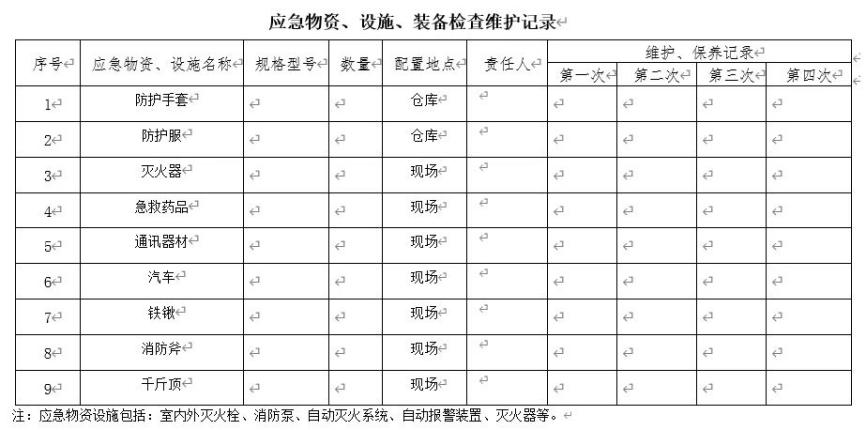 应急物资、设施、装备检查维护记录
序号 应急物资、设施名称 规格型号 数量 配置地点 责任人 维护、保养记录
第一次 第二次 第三次 第四次
1 防护手套 仓库
2 防护服 仓库
3 灭火器 现场
4 急救药品 现场
5 通讯器材 现场
6 汽车 现场
7 铁锹 现场
8 消防斧 现场
9 千斤顶 现场
注：应急物资设施包括：室内外灭火栓、消防泵、自动灭火系统、自动报警装置、灭火器等。